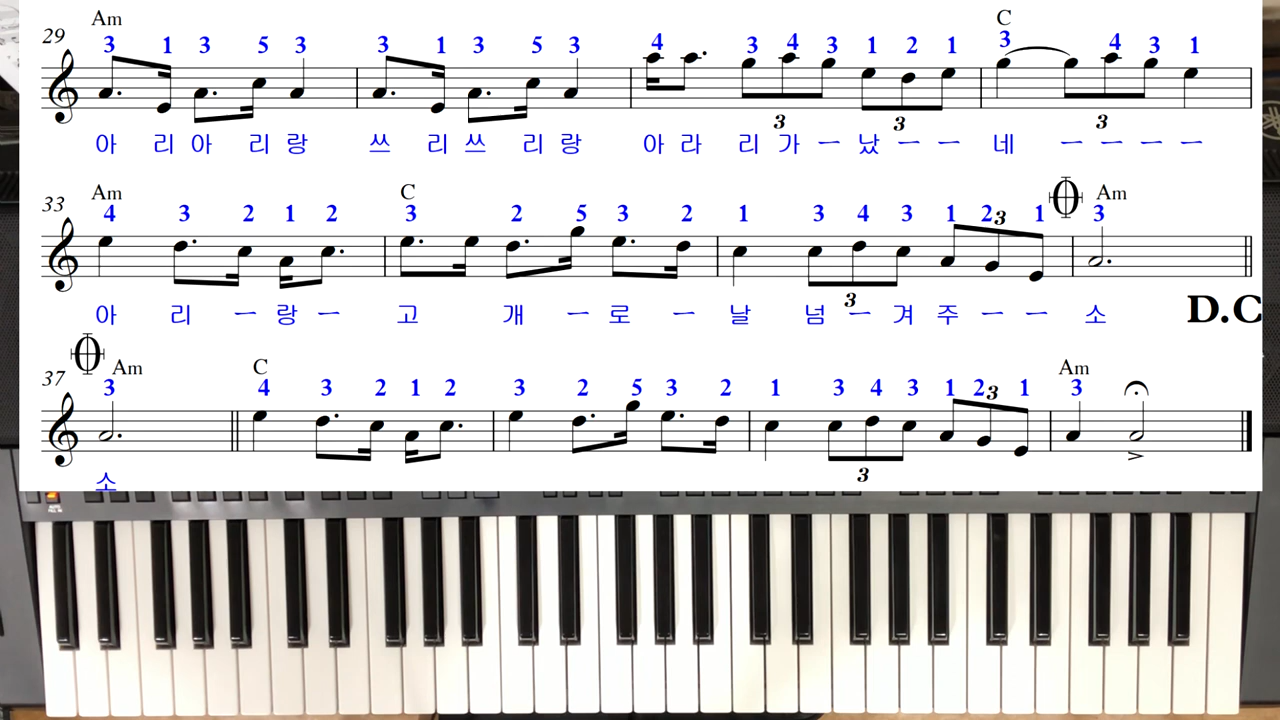 Am C
29 3 1 3 5 3 3 1 3 5 3 4 3 4 3 1 2 1 3 4 3 1
3 3 3
아 리 아 리 랑 쓰 리 쓰 리 랑 아 라 리 가 ㅡ 났 ㅡ ㅡ 네 ㅡ ㅡ ㅡ ㅡ
Am C Am
33 4 3 2 1 2 3 2 5 3 2 1 3 4 3 1 2 3 1 3
3
아 리 ㅡ 랑 ㅡ 고 개 ㅡ 로 ㅡ 날 넘 ㅡ 겨 주 ㅡ ㅡ 소 D.C
Am C Am
37 3 4 3 2 1 2 3 2 5 3 2 1 3 4 3 1 2 3 1 3
3
소